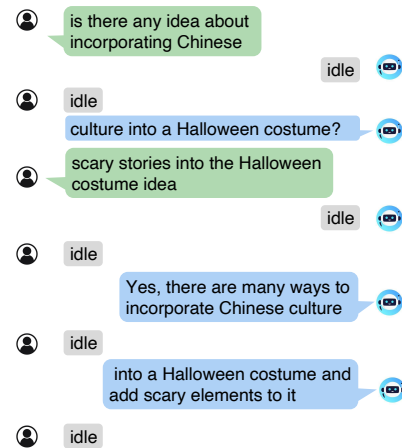 is there any idea about
incorporating Chinese
idle
idle
culture into a Halloween costume?
scary stories into the Halloween
costume idea
idle
idle
Yes, there are many ways to
incorporate Chinese culture
idle
into a Halloween costume and
add scary elements to it
idle